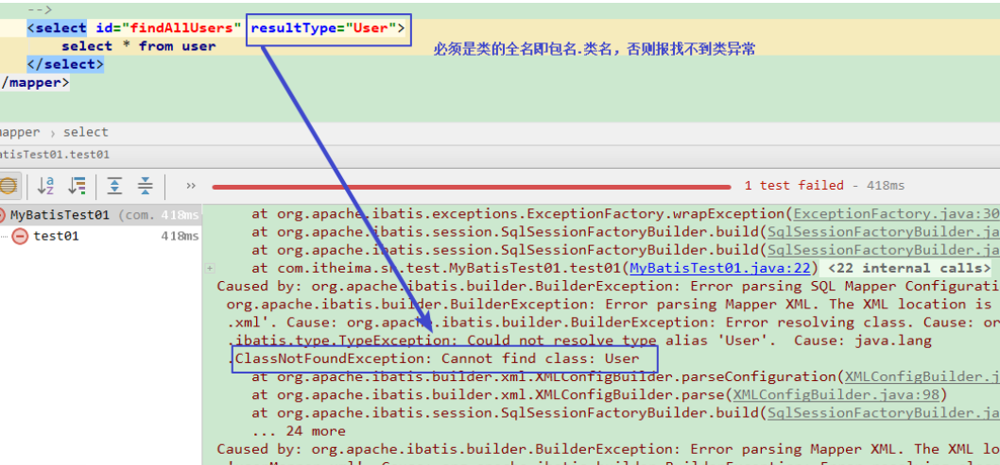 -->
<select id="findAllUsers" resultType="User">
select * from user
必须是类的全名即包名.类名，否则报找不到类异常
</select>
/mapper>
mapper › select
atisTest01.test01
» 1 test failed - 418ms
MyBatisTest01 (com. 418ms
test01 418ms
at org.apache.ibatis.exceptions.ExceptionFactory.wrapException(ExceptionFactory.java:30
at org.apache.ibatis.session.SqlSessionFactoryBuilder.build(SqlSessionFactoryBuilder.ja
at org.apache.ibatis.session.SqlSessionFactoryBuilder.build(SqlSessionFactoryBuilder.ja
at com.itheima.sh.test.MyBatisTest01.test01(MyBatisTest01.java:22) <22 internal calls>
Caused by: org.apache.ibatis.builder.BuilderException: Error parsing SQL Mapper Configurati
org.apache.ibatis.builder.BuilderException: Error parsing Mapper XML. The XML location is
.xml'. Cause: org.apache.ibatis.builder.BuilderException: Error resolving class. Cause: or
.ibatis.type.TypeException: Could not resolve type alias 'User'. Cause: java.lang
.ClassNotFoundException: Cannot find class: User
at org.apache.ibatis.builder.xml.XMLConfigBuilder.parseConfiguration(XMLConfigBuilder.j
at org.apache.ibatis.builder.xml.XMLConfigBuilder.parse(XMLConfigBuilder.java:98)
at org.apache.ibatis.session.SqlSessionFactoryBuilder.build(SqlSessionFactoryBuilder.ja
... 24 more
Caused by: org.apache.ibatis.builder.BuilderException: Error parsing Mapper XML. The XML lo